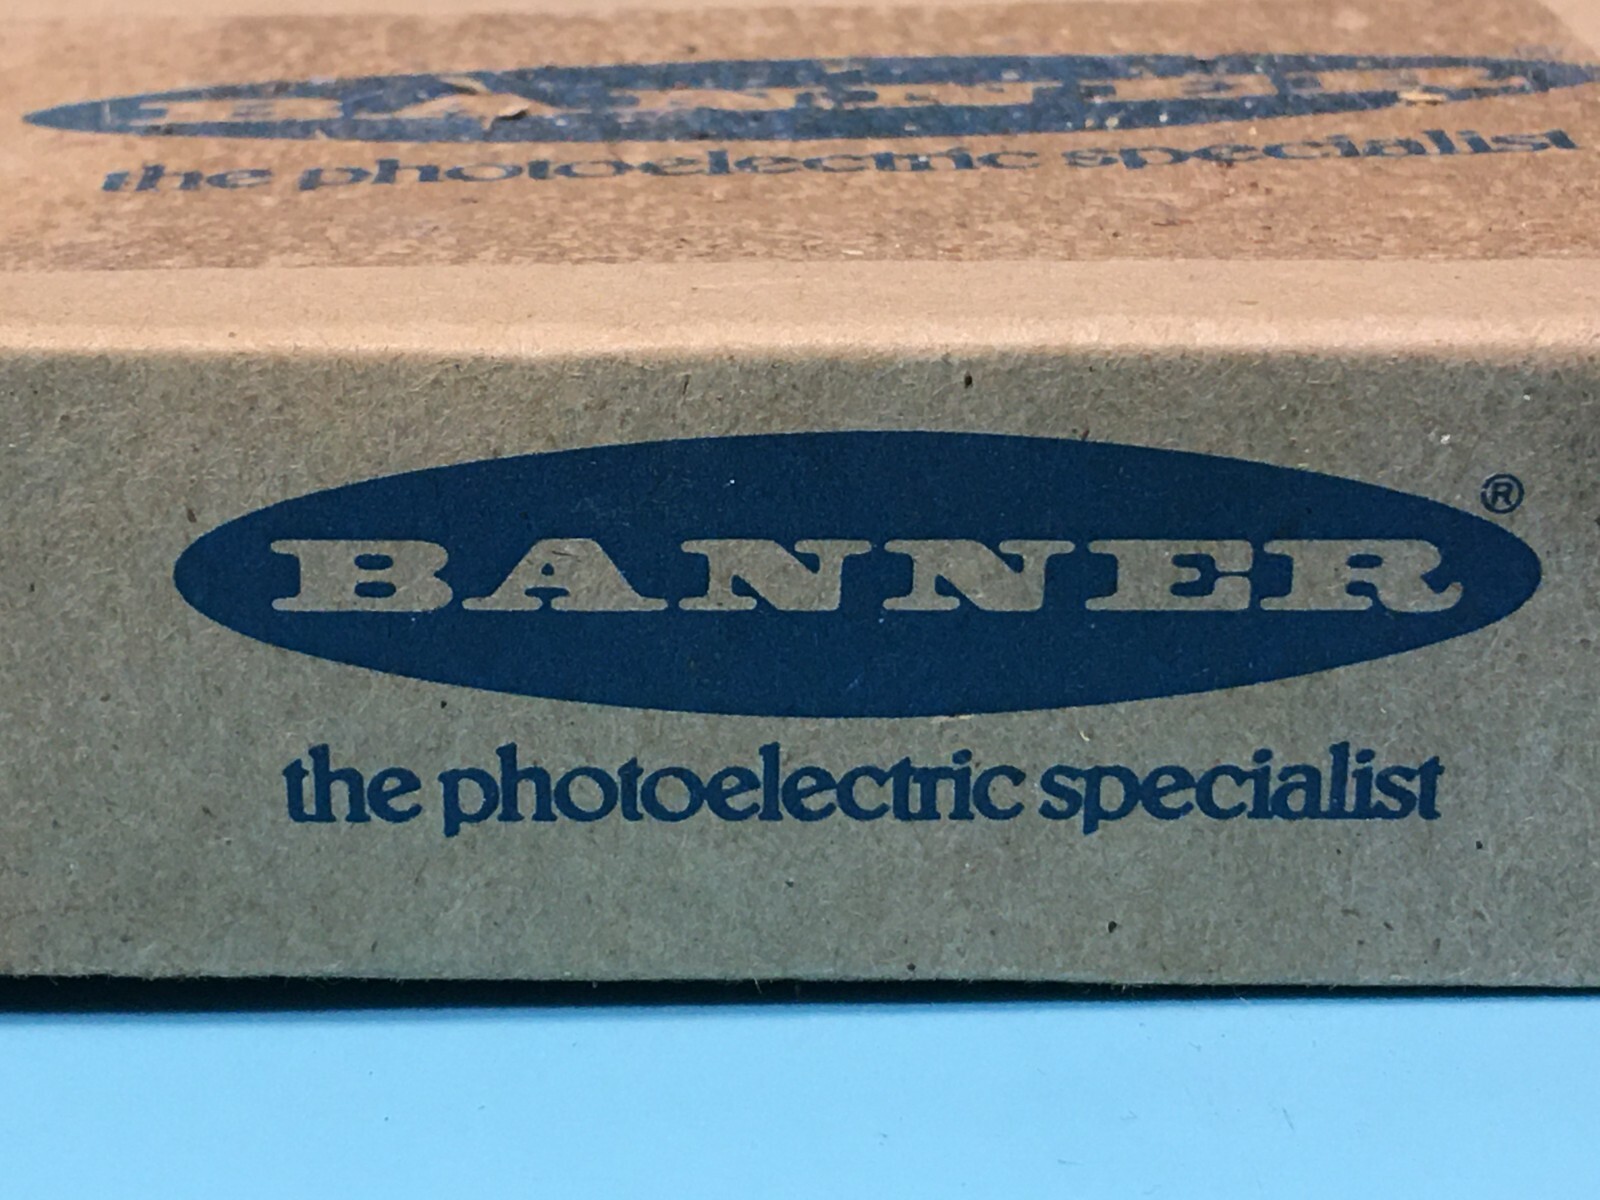 BANNER
the photoelectric specialist
BANNER ®
the photoelectric specialist